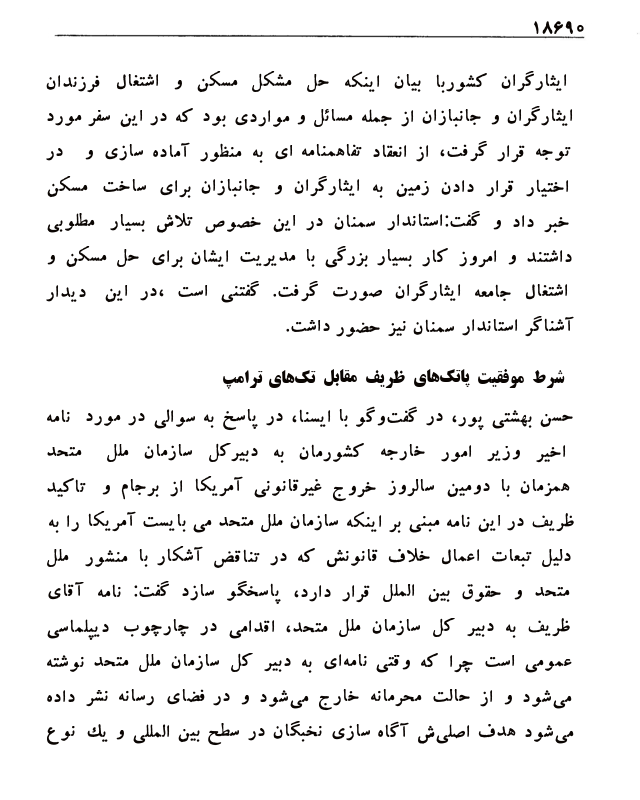 ۱۸۶۹۰
ایثارگران کشوربا بیان اینکه حل مشکل مسکن و اشتغال فرزندان
ایثارگران و جانبازان از جمله مسائل و مواردی بود که در این سفر مورد
توجه قرار گرفت، از انعقاد تفاهمنامه ای به منظور آماده سازی و در
اختیار قرار دادن زمین به ایثارگران و جانبازان برای ساخت مسکن
خبر داد و گفت:استاندار سمنان در این خصوص تلاش بسیار مطلوبی
داشتند و امروز کار بسیار بزرگی با مدیریت ایشان برای حل مسکن و
اشتغال جامعه ایثارگران صورت گرفت. گفتنی است ،در این دیدار
آشناگر استاندار سمنان نیز حضور داشت.
شرط موفقیت پاتک‌های ظریف مقابل تک‌های ترامپ
حسن بهشتی پور، در گفت‌وگو با ایسنا، در پاسخ به سوالی در مورد نامه
اخیر وزیر امور خارجه کشورمان به دبیرکل سازمان ملل متحد
همزمان با دومین سالروز خروج غیرقانونی آمریکا از برجام و تاکید
ظریف در این نامه مبنی بر اینکه سازمان ملل متحد می بایست آمریکا را به
دلیل تبعات اعمال خلاف قانونش که در تناقض آشکار با منشور ملل
متحد و حقوق بین الملل قرار دارد، پاسخگو سازد گفت: نامه آقای
ظریف به دبیر کل سازمان ملل متحد، اقدامی در چارچوب دیپلماسی
عمومی است چرا که وقتی نامه‌ای به دبیر کل سازمان ملل متحد نوشته
می‌شود و از حالت محرمانه خارج می‌شود و در فضای رسانه نشر داده
می‌شود هدف اصلی‌ش آگاه سازی نخبگان در سطح بین المللی و یك نوع